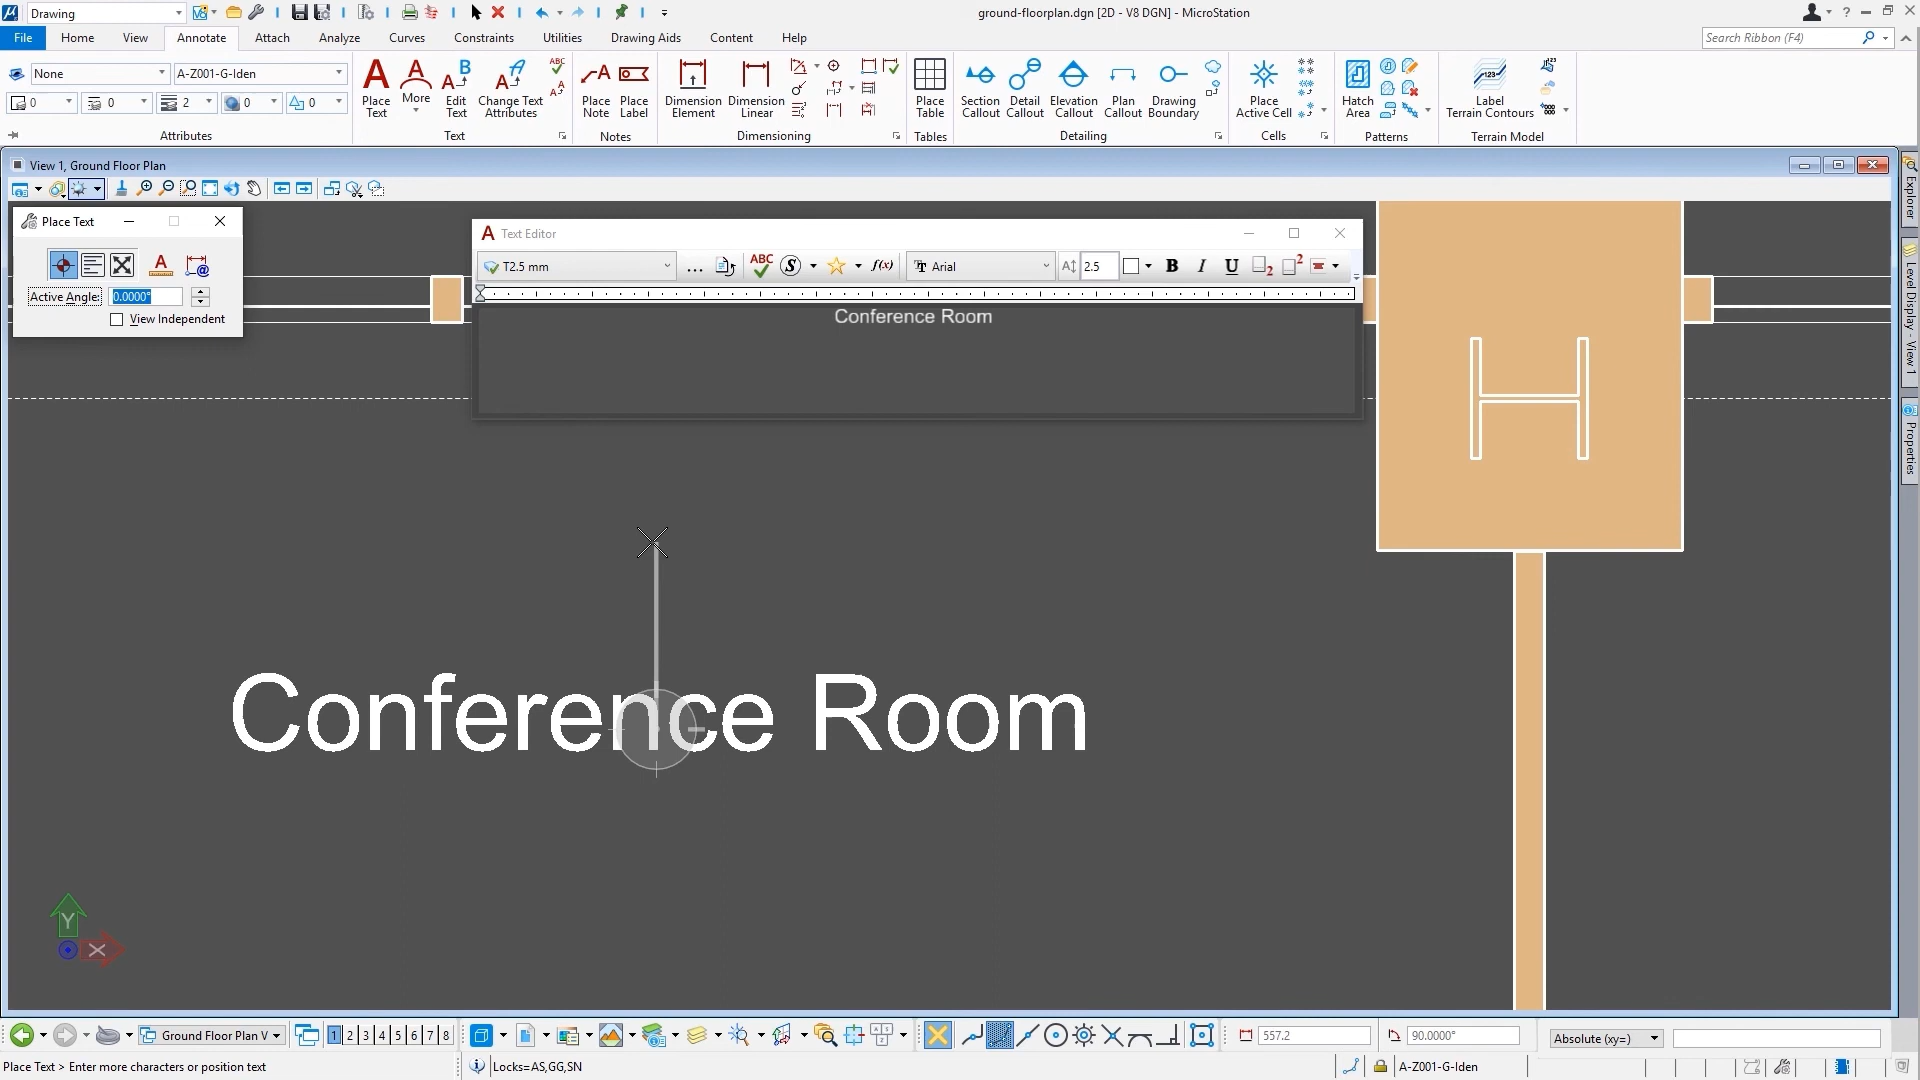 Drawing
ground-floorplan.dgn [2D - V8 DGN] - MicroStation
File Home View Annotate Attach Analyze Curves Constraints Utilities Drawing Aids Content Help
Search Ribbon (F4)
None
A-Z001-G-Iden
0 0 2 0 0
Attributes
Place Text
More
Edit Text
Change Text Attributes
ABC
Text
Place Note
Place Label
Notes
Dimension Element
Dimension Linear
Dimensioning
Place Table
Tables
Section Callout
Detail Callout
Elevation Callout
Plan Callout
Drawing Boundary
Detailing
Place Active Cell
Cells
Hatch Area
Patterns
Label Terrain Contours
Terrain Model
View 1, Ground Floor Plan
Place Text
Active Angle: 0.0000°
View Independent
Text Editor
T2.5 mm
ABC
f(x)
Arial
2.5
B I U
Conference Room
Explorer
Level Display - View 1
Properties
Conference Room
Y
X
Ground Floor Plan V
1 2 3 4 5 6 7 8
557.2
90.0000°
Absolute (xy=)
Place Text > Enter more characters or position text
Locks=AS,GG,SN
A-Z001-G-Iden